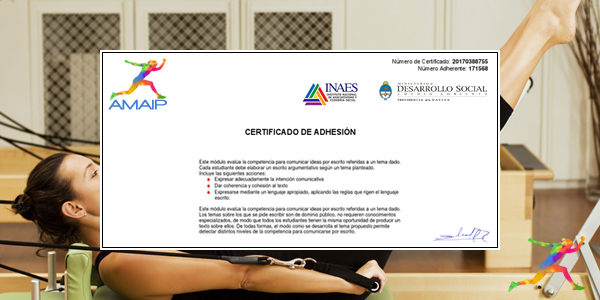 Número de Certificado: 20170388755
Número Adherente: 171568
AMAIP
INAES
INSTITUTO NACIONAL
DE ASOCIATIVISMO Y
ECONOMÍA SOCIAL
DESARROLLO SOCIAL
PRESIDENCIA DE NACION
CERTIFICADO DE ADHESIÓN
Este módulo evalúa la competencia para comunicar ideas por escrito referidas a un tema dado.
Cada estudiante debe elaborar un escrito argumentativo según un tema planteado.
Incluye las siguientes acciones:
Expresar adecuadamente la intención comunicativa
Dar coherencia y cohesión al texto
Expresarse mediante un lenguaje apropiado, aplicando las reglas que rigen el lenguaje
escrito.
Este módulo evalúa la competencia para comunicar ideas por escrito referidas a un tema dado.
Los temas sobre los que se pide escribir son de dominio público, no requieren conocimientos
especializados, de modo que todos los estudiantes tienen la misma oportunidad de producir un
texto sobre ellos. De todas formas, el modo como se desarrolla el tema propuesto permite
detectar distintos niveles de la competencia para comunicarse por escrito.